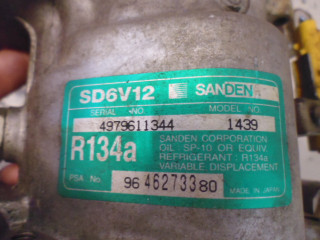 SD6V12 SANDEN
SERIAL NO. MODEL NO.
4979611344 1439
R134a
SANDEN CORPORATION
OIL SP-10 OR EQUIV.
REFRIGERANT : R134a
VARIABLE DISPLACEMENT
PSA No 96 46273380
MADE IN JAPAN